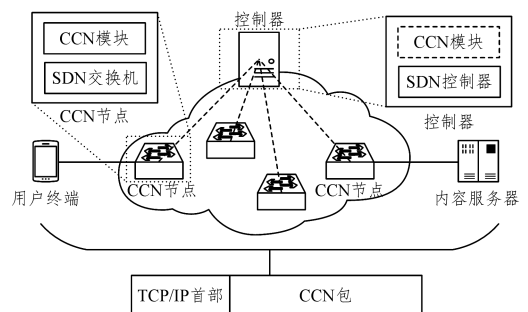 控制器
CCN模块
SDN交换机
CCN节点
CCN模块
SDN控制器
控制器
用户终端
CCN节点
CCN节点
内容服务器
TCP/IP首部
CCN包